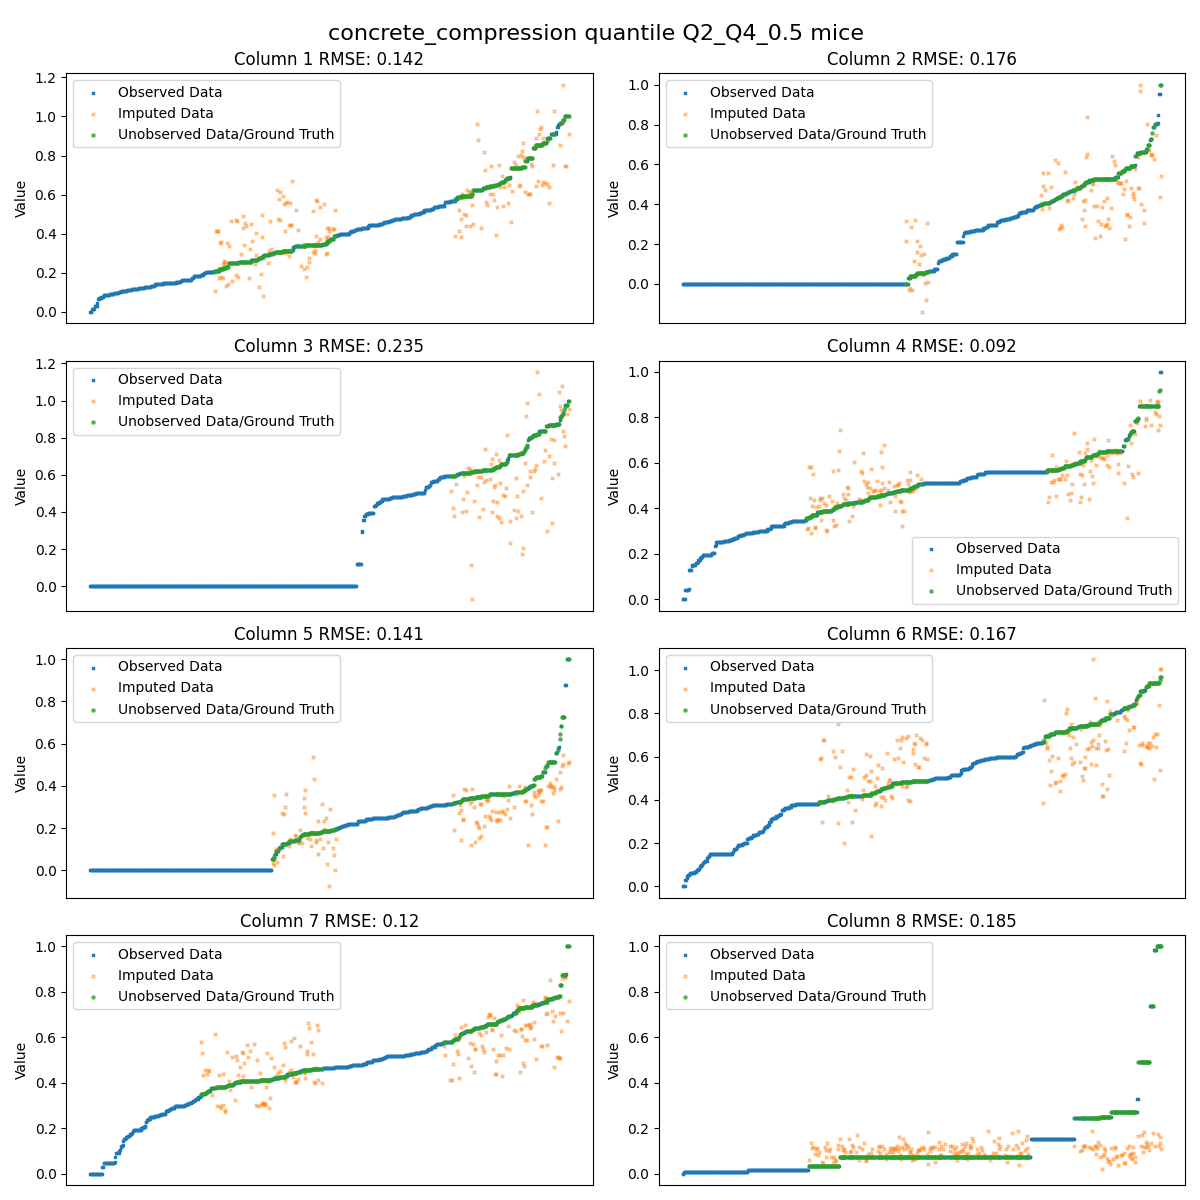 concrete_compression quantile Q2_Q4_0.5 mice
Column 1 RMSE: 0.142
Value
1.2
1.0
0.8
0.6
0.4
0.2
0.0
Observed Data
Imputed Data
Unobserved Data/Ground Truth
Column 2 RMSE: 0.176
Value
1.0
0.8
0.6
0.4
0.2
0.0
Observed Data
Imputed Data
Unobserved Data/Ground Truth
Column 3 RMSE: 0.235
Value
1.2
1.0
0.8
0.6
0.4
0.2
0.0
Observed Data
Imputed Data
Unobserved Data/Ground Truth
Column 4 RMSE: 0.092
Value
1.0
0.8
0.6
0.4
0.2
0.0
Observed Data
Imputed Data
Unobserved Data/Ground Truth
Column 5 RMSE: 0.141
Value
1.0
0.8
0.6
0.4
0.2
0.0
Observed Data
Imputed Data
Unobserved Data/Ground Truth
Column 6 RMSE: 0.167
Value
1.0
0.8
0.6
0.4
0.2
0.0
Observed Data
Imputed Data
Unobserved Data/Ground Truth
Column 7 RMSE: 0.12
Value
1.0
0.8
0.6
0.4
0.2
0.0
Observed Data
Imputed Data
Unobserved Data/Ground Truth
Column 8 RMSE: 0.185
Value
1.0
0.8
0.6
0.4
0.2
0.0
Observed Data
Imputed Data
Unobserved Data/Ground Truth